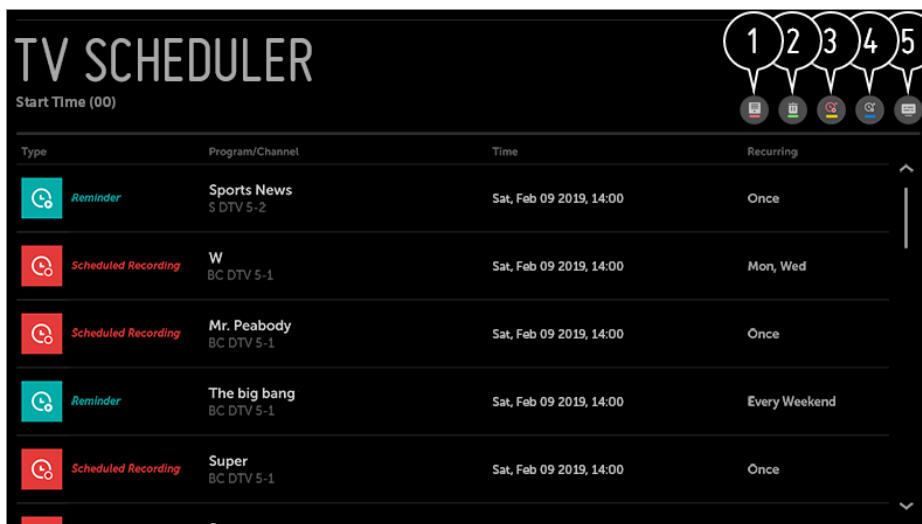 TV SCHEDULER
1 2 3 4 5
Start Time (00)
Type Program/Channel Time Recurring
Reminder Sports News Sat, Feb 09 2019, 14:00 Once
S DTV 5-2
Scheduled Recording W Sat, Feb 09 2019, 14:00 Mon, Wed
BC DTV 5-1
Scheduled Recording Mr. Peabody Sat, Feb 09 2019, 14:00 Once
BC DTV 5-1
Reminder The big bang Sat, Feb 09 2019, 14:00 Every Weekend
BC DTV 5-1
Scheduled Recording Super Sat, Feb 09 2019, 14:00 Once
BC DTV 5-1